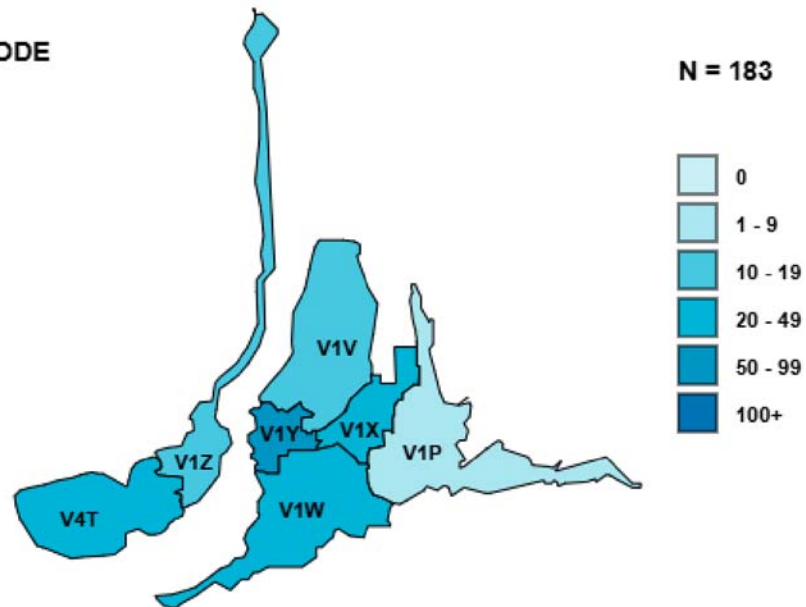 ODE
N = 183
0
1 - 9
10 - 19
20 - 49
50 - 99
100+
V1V
V1Y
V1X
V1P
V1Z
V4T
V1W